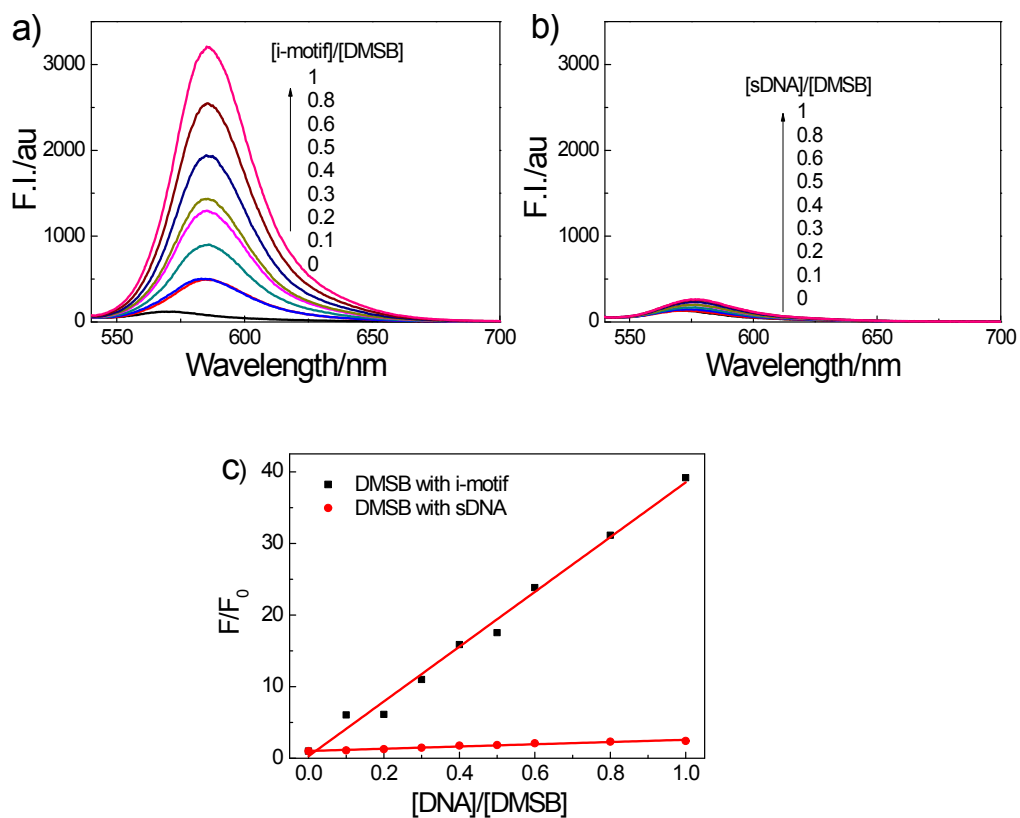 a)
[i-motif]/[DMSB]
1
0.8
0.6
0.5
0.4
0.3
0.2
0.1
0
3000
2000
1000
0
F.I./au
550 600 650 700
Wavelength/nm
b)
[sDNA]/[DMSB]
1
0.8
0.6
0.5
0.4
0.3
0.2
0.1
0
3000
2000
1000
0
F.I./au
550 600 650 700
Wavelength/nm
c)
DMSB with i-motif
DMSB with sDNA
40
30
20
10
0
F/F0
0.0 0.2 0.4 0.6 0.8 1.0
[DNA]/[DMSB]